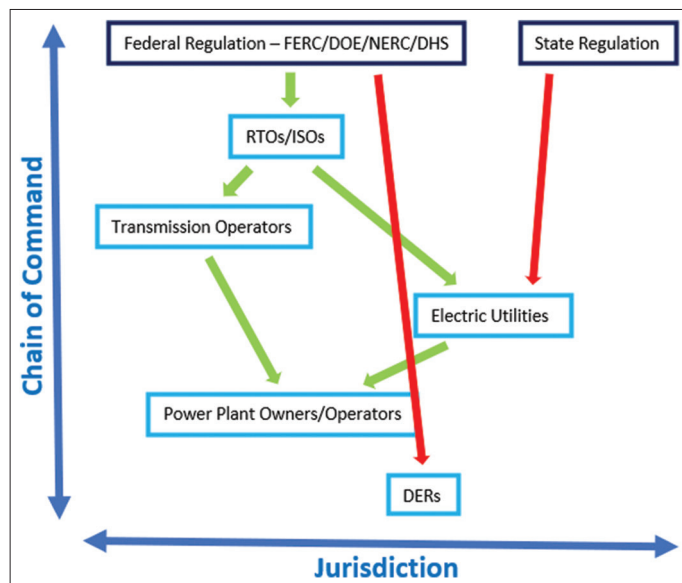 Federal Regulation – FERC/DOE/NERC/DHS
State Regulation
RTOs/ISOs
Transmission Operators
Electric Utilities
Power Plant Owners/Operators
DERs
Chain of Command
Jurisdiction